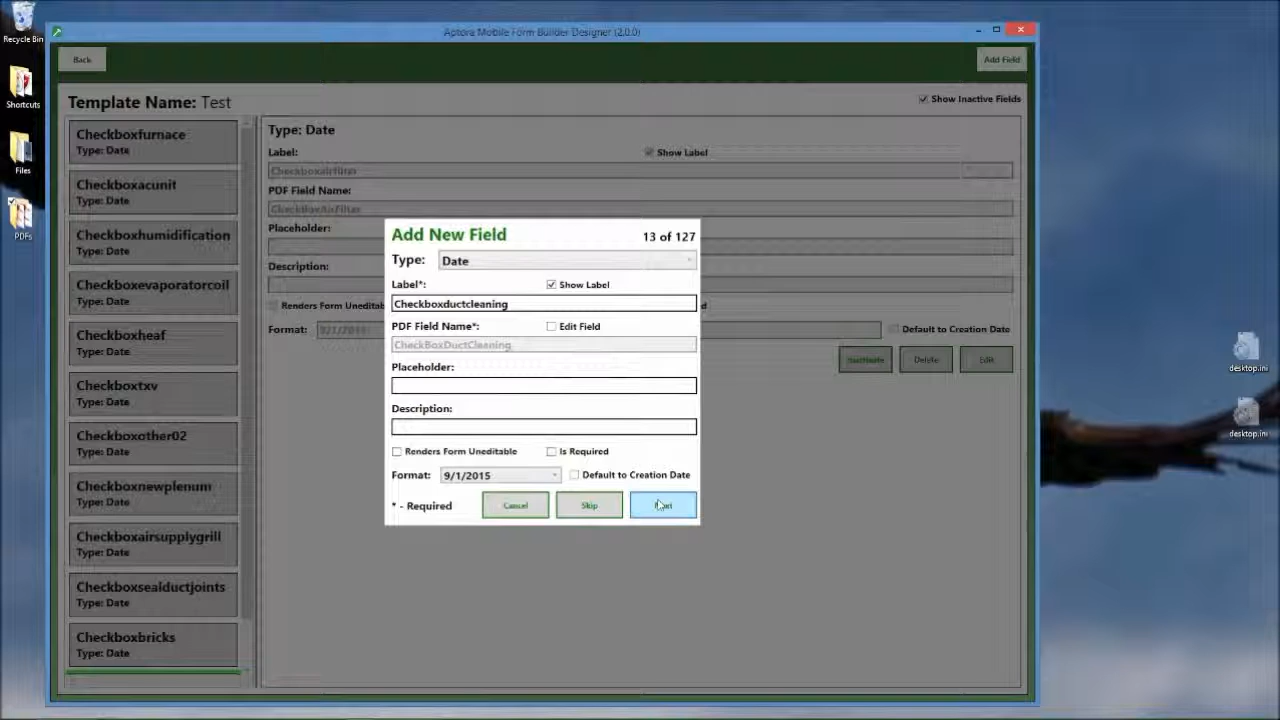 Recycle Bin
Shortcuts
Files
PDFs
desktop.ini
desktop.ini
Aptora Mobile Form Builder Designer (2.0.0)
Back
Add Field
Template Name: Test
Show Inactive Fields
Checkboxfurnace
Type: Date
Checkboxacunit
Type: Date
Checkboxhumidification
Type: Date
Checkboxevaporatorcoil
Type: Date
Checkboxheaf
Type: Date
Checkboxtxv
Type: Date
Checkboxother02
Type: Date
Checkboxnewplenum
Type: Date
Checkboxairsupplygrill
Type: Date
Checkboxsealductjoints
Type: Date
Checkboxbricks
Type: Date
Type: Date
Label:
Show Label
Checkboxairfilter
PDF Field Name:
CheckBoxAirFilter
Placeholder:
Description:
Renders Form Uneditab
Format:
9/1/2015
Default to Creation Date
Inactivate
Delete
Edit
Add New Field
13 of 127
Type: Date
Label*:
Show Label
Checkboxductcleaning
PDF Field Name*:
Edit Field
CheckBoxDuctCleaning
Placeholder:
Description:
Renders Form Uneditable
Is Required
Format: 9/1/2015
Default to Creation Date
* - Required
Cancel
Skip